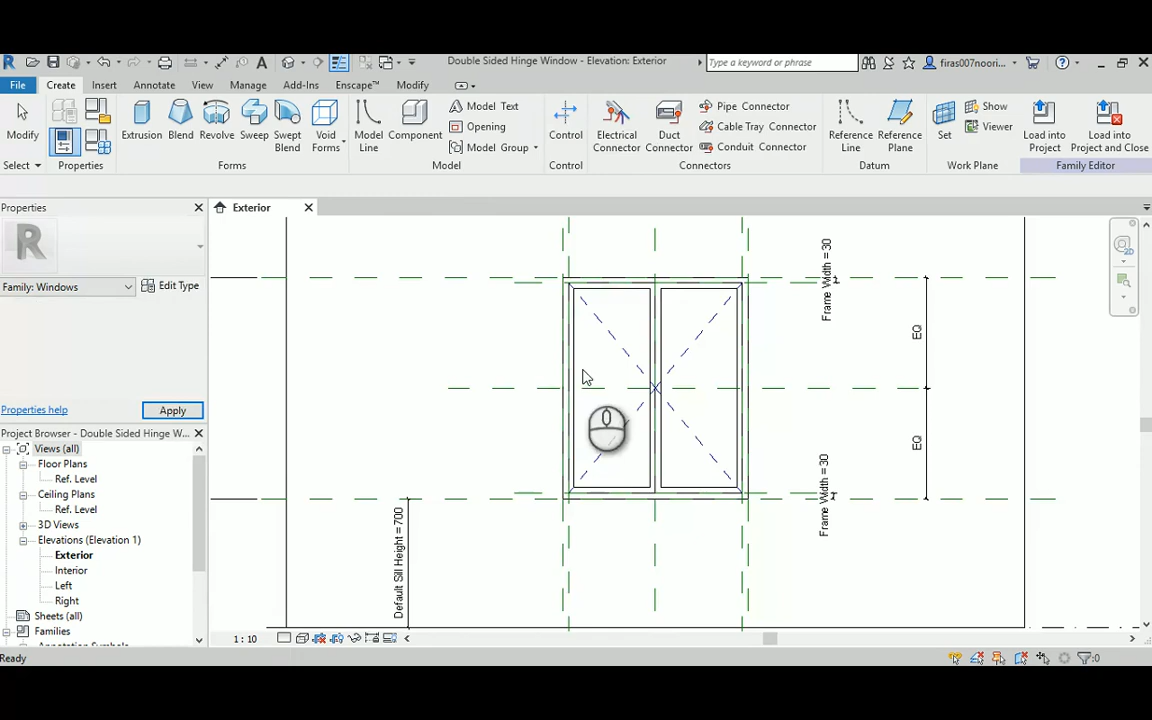 Double Sided Hinge Window - Elevation: Exterior
Type a keyword or phrase
firas007noori...
File
Create
Insert
Annotate
View
Manage
Add-Ins
Enscape™
Modify
Modify
Extrusion
Blend
Revolve
Sweep
Swept
Blend
Void
Forms
Model
Line
Component
Model Text
Opening
Model Group
Control
Electrical
Connector
Duct
Connector
Pipe Connector
Cable Tray Connector
Conduit Connector
Reference
Line
Reference
Plane
Set
Show
Viewer
Load into
Project
Load into
Project and Close
Select
Properties
Forms
Model
Control
Connectors
Datum
Work Plane
Family Editor
Properties
Exterior
Family: Windows
Edit Type
Properties help
Apply
Project Browser - Double Sided Hinge W...
Views (all)
Floor Plans
Ref. Level
Ceiling Plans
Ref. Level
3D Views
Elevations (Elevation 1)
Exterior
Interior
Left
Right
Sheets (all)
Families
Annotation Symbols
Frame Width = 30
EQ
EQ
Frame Width = 30
Default Sill Height = 700
1 : 10
Ready
:0